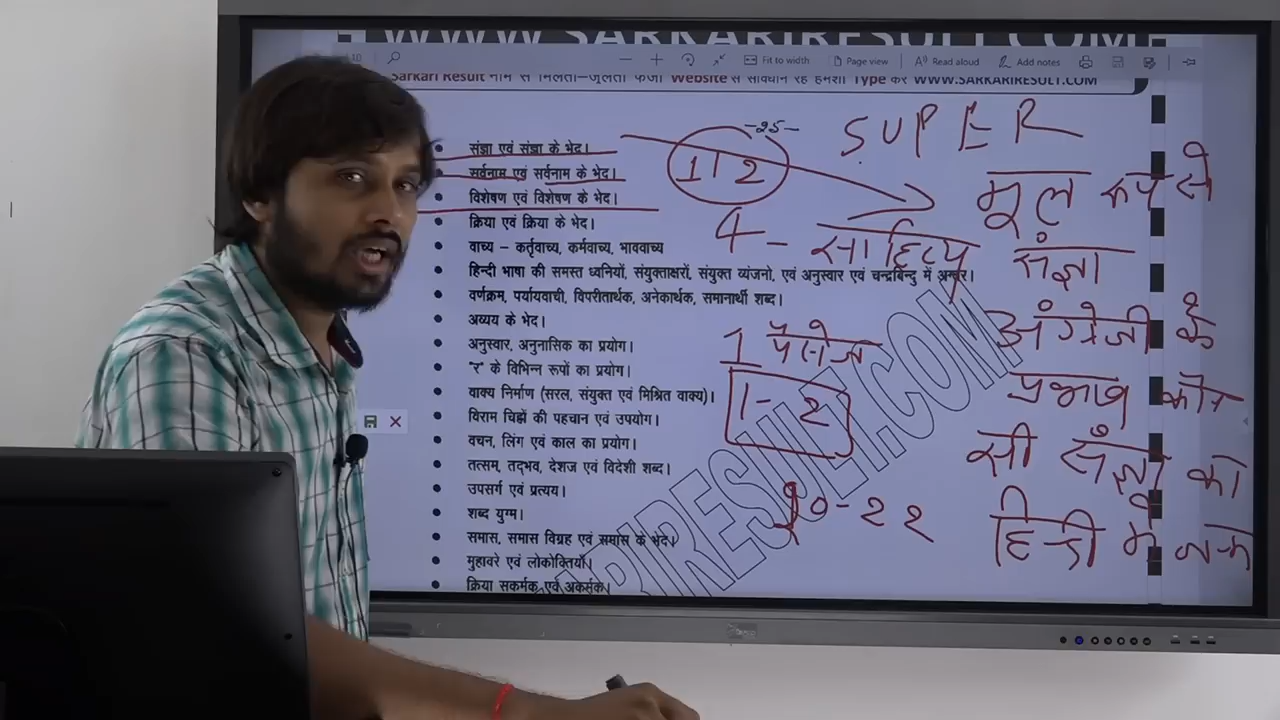 WWW.SARKARIRESULT.COM
Fit to width Page view Read aloud Add notes
Sarkari Result नाम से मिलती-जुलती फर्जी Website से सावधान रहें हमेशा Type करें WWW.SARKARIRESULT.COM
-25-
• संज्ञा एवं संज्ञा के भेद।
• सर्वनाम एवं सर्वनाम के भेद।
• विशेषण एवं विशेषण के भेद।
• क्रिया एवं क्रिया के भेद।
• वाच्य – कर्तृवाच्य, कर्मवाच्य, भाववाच्य
• हिन्दी भाषा की समस्त ध्वनियों, संयुक्ताक्षरों, संयुक्त व्यंजनो, एवं अनुस्वार एवं चन्द्रबिन्दु में अन्तर।
• वर्णक्रम, पर्यायवाची, विपरीतार्थक, अनेकार्थक, समानार्थी शब्द।
• अव्यय के भेद।
• अनुस्वार, अनुनासिक का प्रयोग।
• "र" के विभिन्न रूपों का प्रयोग।
• वाक्य निर्माण (सरल, संयुक्त एवं मिश्रित वाक्य)।
• विराम चिह्नों की पहचान एवं उपयोग।
• वचन, लिंग एवं काल का प्रयोग।
• तत्सम, तद्भव, देशज एवं विदेशी शब्द।
• उपसर्ग एवं प्रत्यय।
• शब्द युग्म।
• समास, समास विग्रह एवं समास के भेद।
• मुहावरे एवं लोकोक्तियाँ।
• क्रिया सकर्मक एवं अकर्मक।
SARKARIRESULT.COM
1 2
4 - साहित्य
1 पैसेज
1 - 2
20-22
SUPER
मूल रूप से
संज्ञा
अंग्रेजी के
प्रभाव कौन
सी संज्ञा को
हिन्दी में